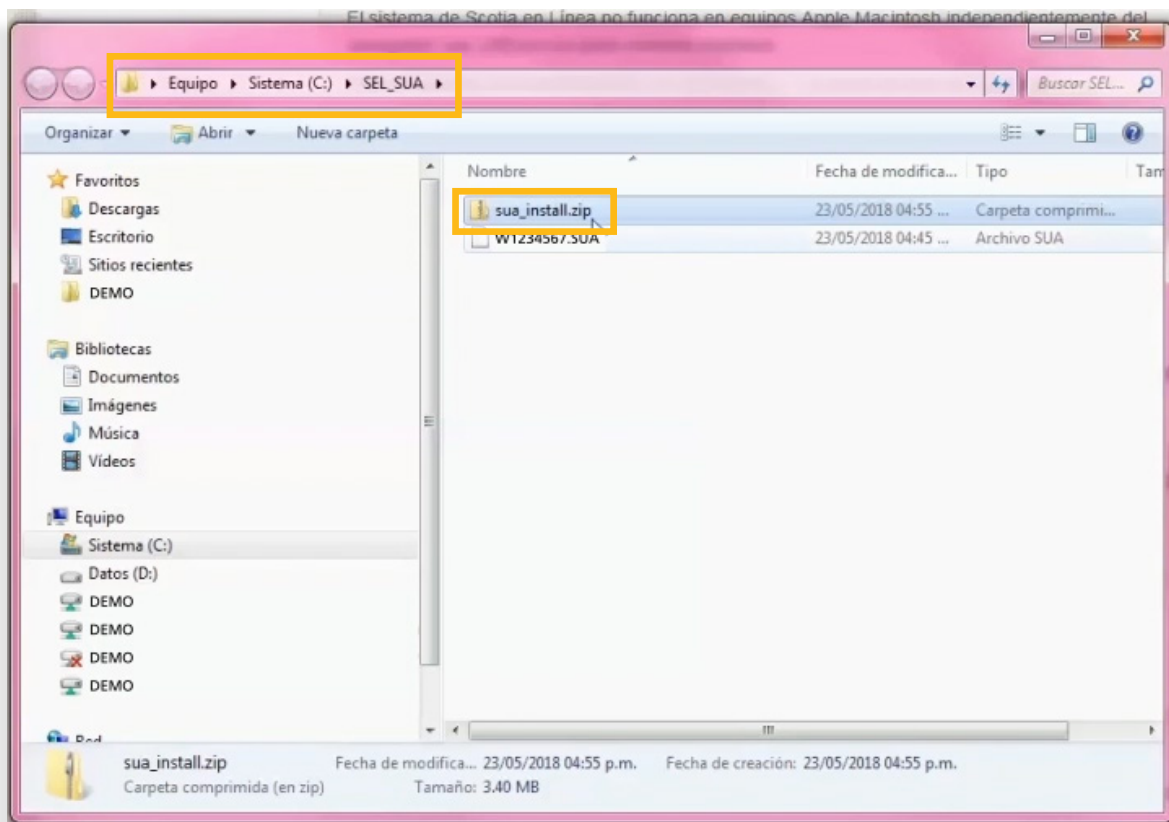 El sistema de Scotia en Línea no funciona en equipos Apple Macintosh independientemente del
Equipo Sistema (C:) SEL_SUA
Buscar SEL...
Organizar Abrir Nueva carpeta
Nombre Fecha de modifica... Tipo Tam
sua_install.zip 23/05/2018 04:55 ... Carpeta comprimi...
W1234567.SUA 23/05/2018 04:45 ... Archivo SUA
Favoritos
Descargas
Escritorio
Sitios recientes
DEMO
Bibliotecas
Documentos
Imágenes
Música
Vídeos
Equipo
Sistema (C:)
Datos (D:)
DEMO
DEMO
DEMO
DEMO
Red
sua_install.zip Fecha de modifica... 23/05/2018 04:55 p.m. Fecha de creación: 23/05/2018 04:55 p.m.
Carpeta comprimida (en zip) Tamaño: 3.40 MB